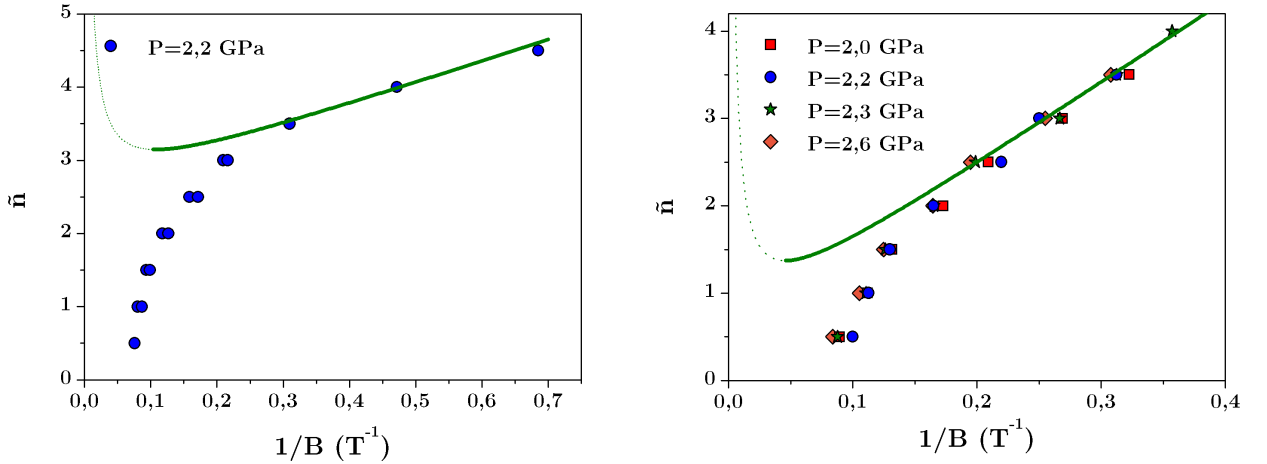 5
4
3
2
1
0
ñ
P=2,2 GPa
0,0 0,1 0,2 0,3 0,4 0,5 0,6 0,7
1/B (T⁻¹)
4
3
2
1
0
ñ
P=2,0 GPa
P=2,2 GPa
P=2,3 GPa
P=2,6 GPa
0,0 0,1 0,2 0,3 0,4
1/B (T⁻¹)